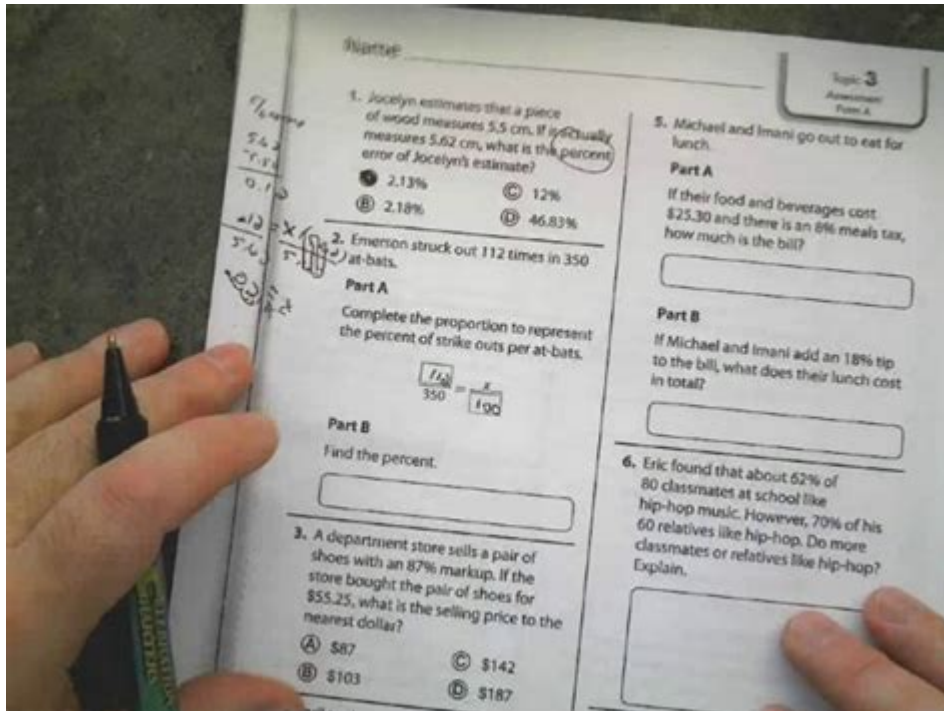 Name
Topic 3
Assessment
Form A
1. Jocelyn estimates that a piece
of wood measures 5.5 cm. If it actually
measures 5.62 cm, what is the percent
error of Jocelyn's estimate?
2.13%
Ⓑ 2.18%
Ⓒ 12%
Ⓓ 46.83%
2. Emerson struck out 112 times in 350
at-bats.
Part A
Complete the proportion to represent
the percent of strike outs per at-bats.
112
350
=
x
100
Part B
Find the percent.
3. A department store sells a pair of
shoes with an 87% markup. If the
store bought the pair of shoes for
$55.25, what is the selling price to the
nearest dollar?
Ⓐ $87
Ⓑ $103
Ⓒ $142
Ⓓ $187
5. Michael and Imani go out to eat for
lunch.
Part A
If their food and beverages cost
$25.30 and there is an 8% meals tax,
how much is the bill?
Part B
If Michael and Imani add an 18% tip
to the bill, what does their lunch cost
in total?
6. Eric found that about 62% of
80 classmates at school like
hip-hop music. However, 70% of his
60 relatives like hip-hop. Do more
classmates or relatives like hip-hop?
Explain.